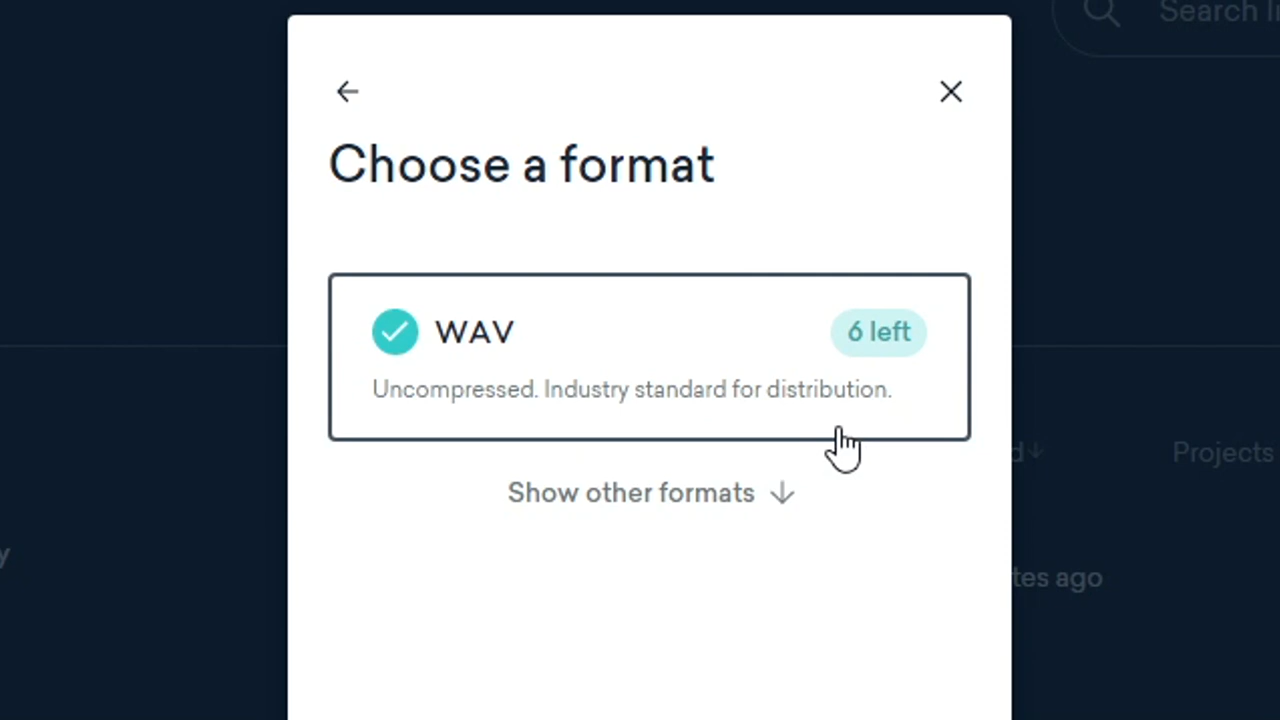 Search
Choose a format
WAV
6 left
Uncompressed. Industry standard for distribution.
Projects
Show other formats
tes ago